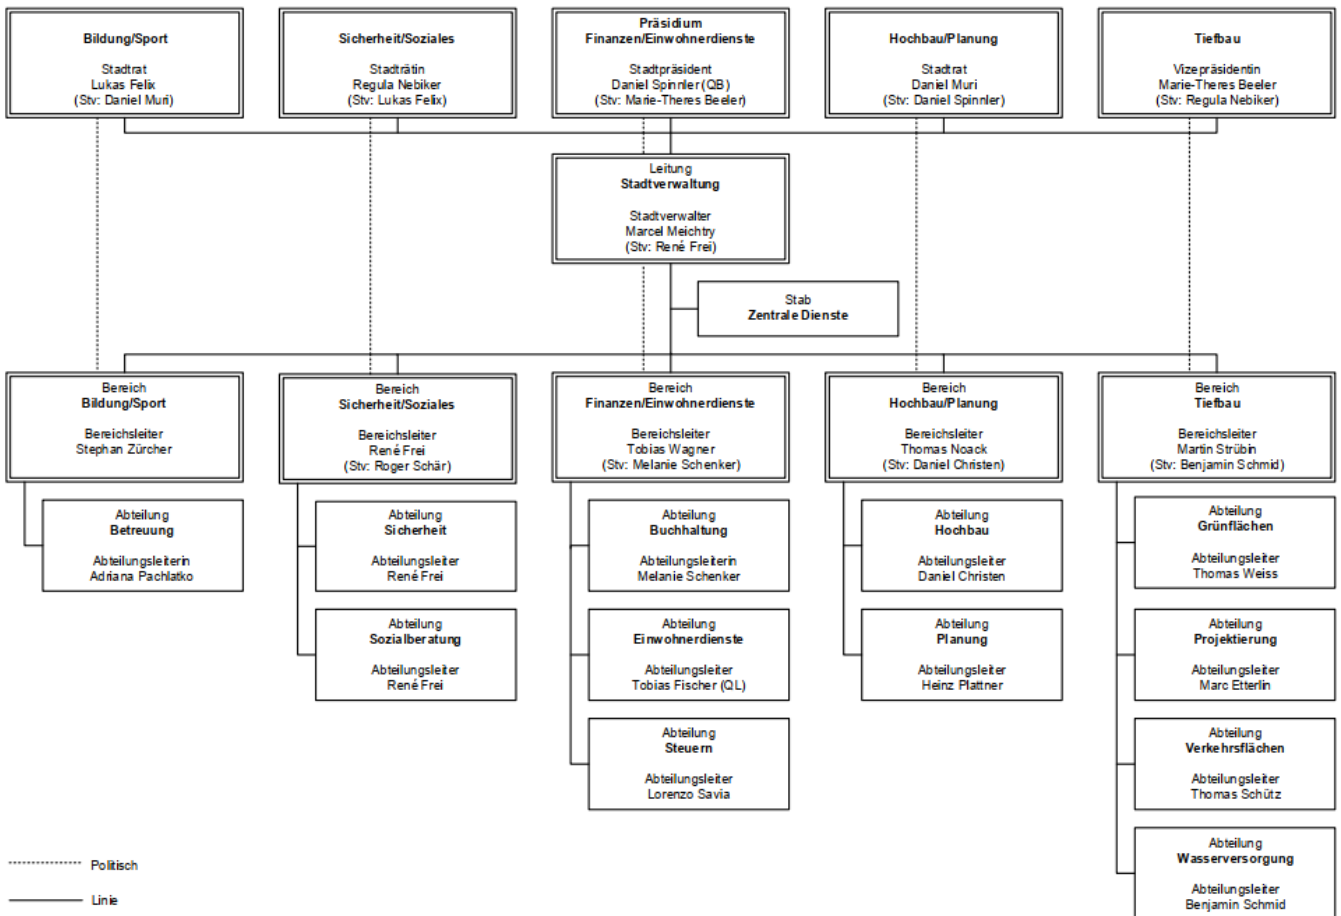 Bildung/Sport
Stadtrat
Lukas Felix
(Stv: Daniel Muri)
Sicherheit/Soziales
Stadträtin
Regula Nebiker
(Stv: Lukas Felix)
Präsidium
Finanzen/Einwohnerdienste
Stadtpräsident
Daniel Spinnler (QB)
(Stv: Marie-Theres Beeler)
Hochbau/Planung
Stadtrat
Daniel Muri
(Stv: Daniel Spinnler)
Tiefbau
Vizepräsidentin
Marie-Theres Beeler
(Stv: Regula Nebiker)
Leitung
Stadtverwaltung
Stadtverwalter
Marcel Meichtry
(Stv: René Frei)
Stab
Zentrale Dienste
Bereich
Bildung/Sport
Bereichsleiter
Stephan Zürcher
Bereich
Sicherheit/Soziales
Bereichsleiter
René Frei
(Stv: Roger Schär)
Bereich
Finanzen/Einwohnerdienste
Bereichsleiter
Tobias Wagner
(Stv: Melanie Schenker)
Bereich
Hochbau/Planung
Bereichsleiter
Thomas Noack
(Stv: Daniel Christen)
Bereich
Tiefbau
Bereichsleiter
Martin Strübin
(Stv: Benjamin Schmid)
Abteilung
Betreuung
Abteilungsleiterin
Adriana Pachlatko
Abteilung
Sicherheit
Abteilungsleiter
René Frei
Abteilung
Sozialberatung
Abteilungsleiter
René Frei
Abteilung
Buchhaltung
Abteilungsleiterin
Melanie Schenker
Abteilung
Einwohnerdienste
Abteilungsleiter
Tobias Fischer (QL)
Abteilung
Steuern
Abteilungsleiter
Lorenzo Savia
Abteilung
Hochbau
Abteilungsleiter
Daniel Christen
Abteilung
Planung
Abteilungsleiter
Heinz Plattner
Abteilung
Grünflächen
Abteilungsleiter
Thomas Weiss
Abteilung
Projektierung
Abteilungsleiter
Marc Etterlin
Abteilung
Verkehrsflächen
Abteilungsleiter
Thomas Schütz
Abteilung
Wasserversorgung
Abteilungsleiter
Benjamin Schmid
Politisch
Linie